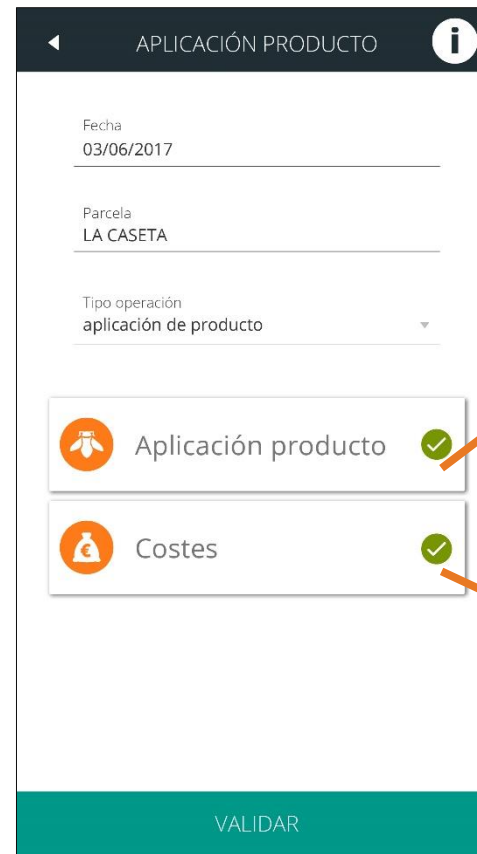 APLICACIÓN PRODUCTO
i
Fecha
03/06/2017
Parcela
LA CASETA
Tipo operación
aplicación de producto
Aplicación producto
€
Costes
VALIDAR